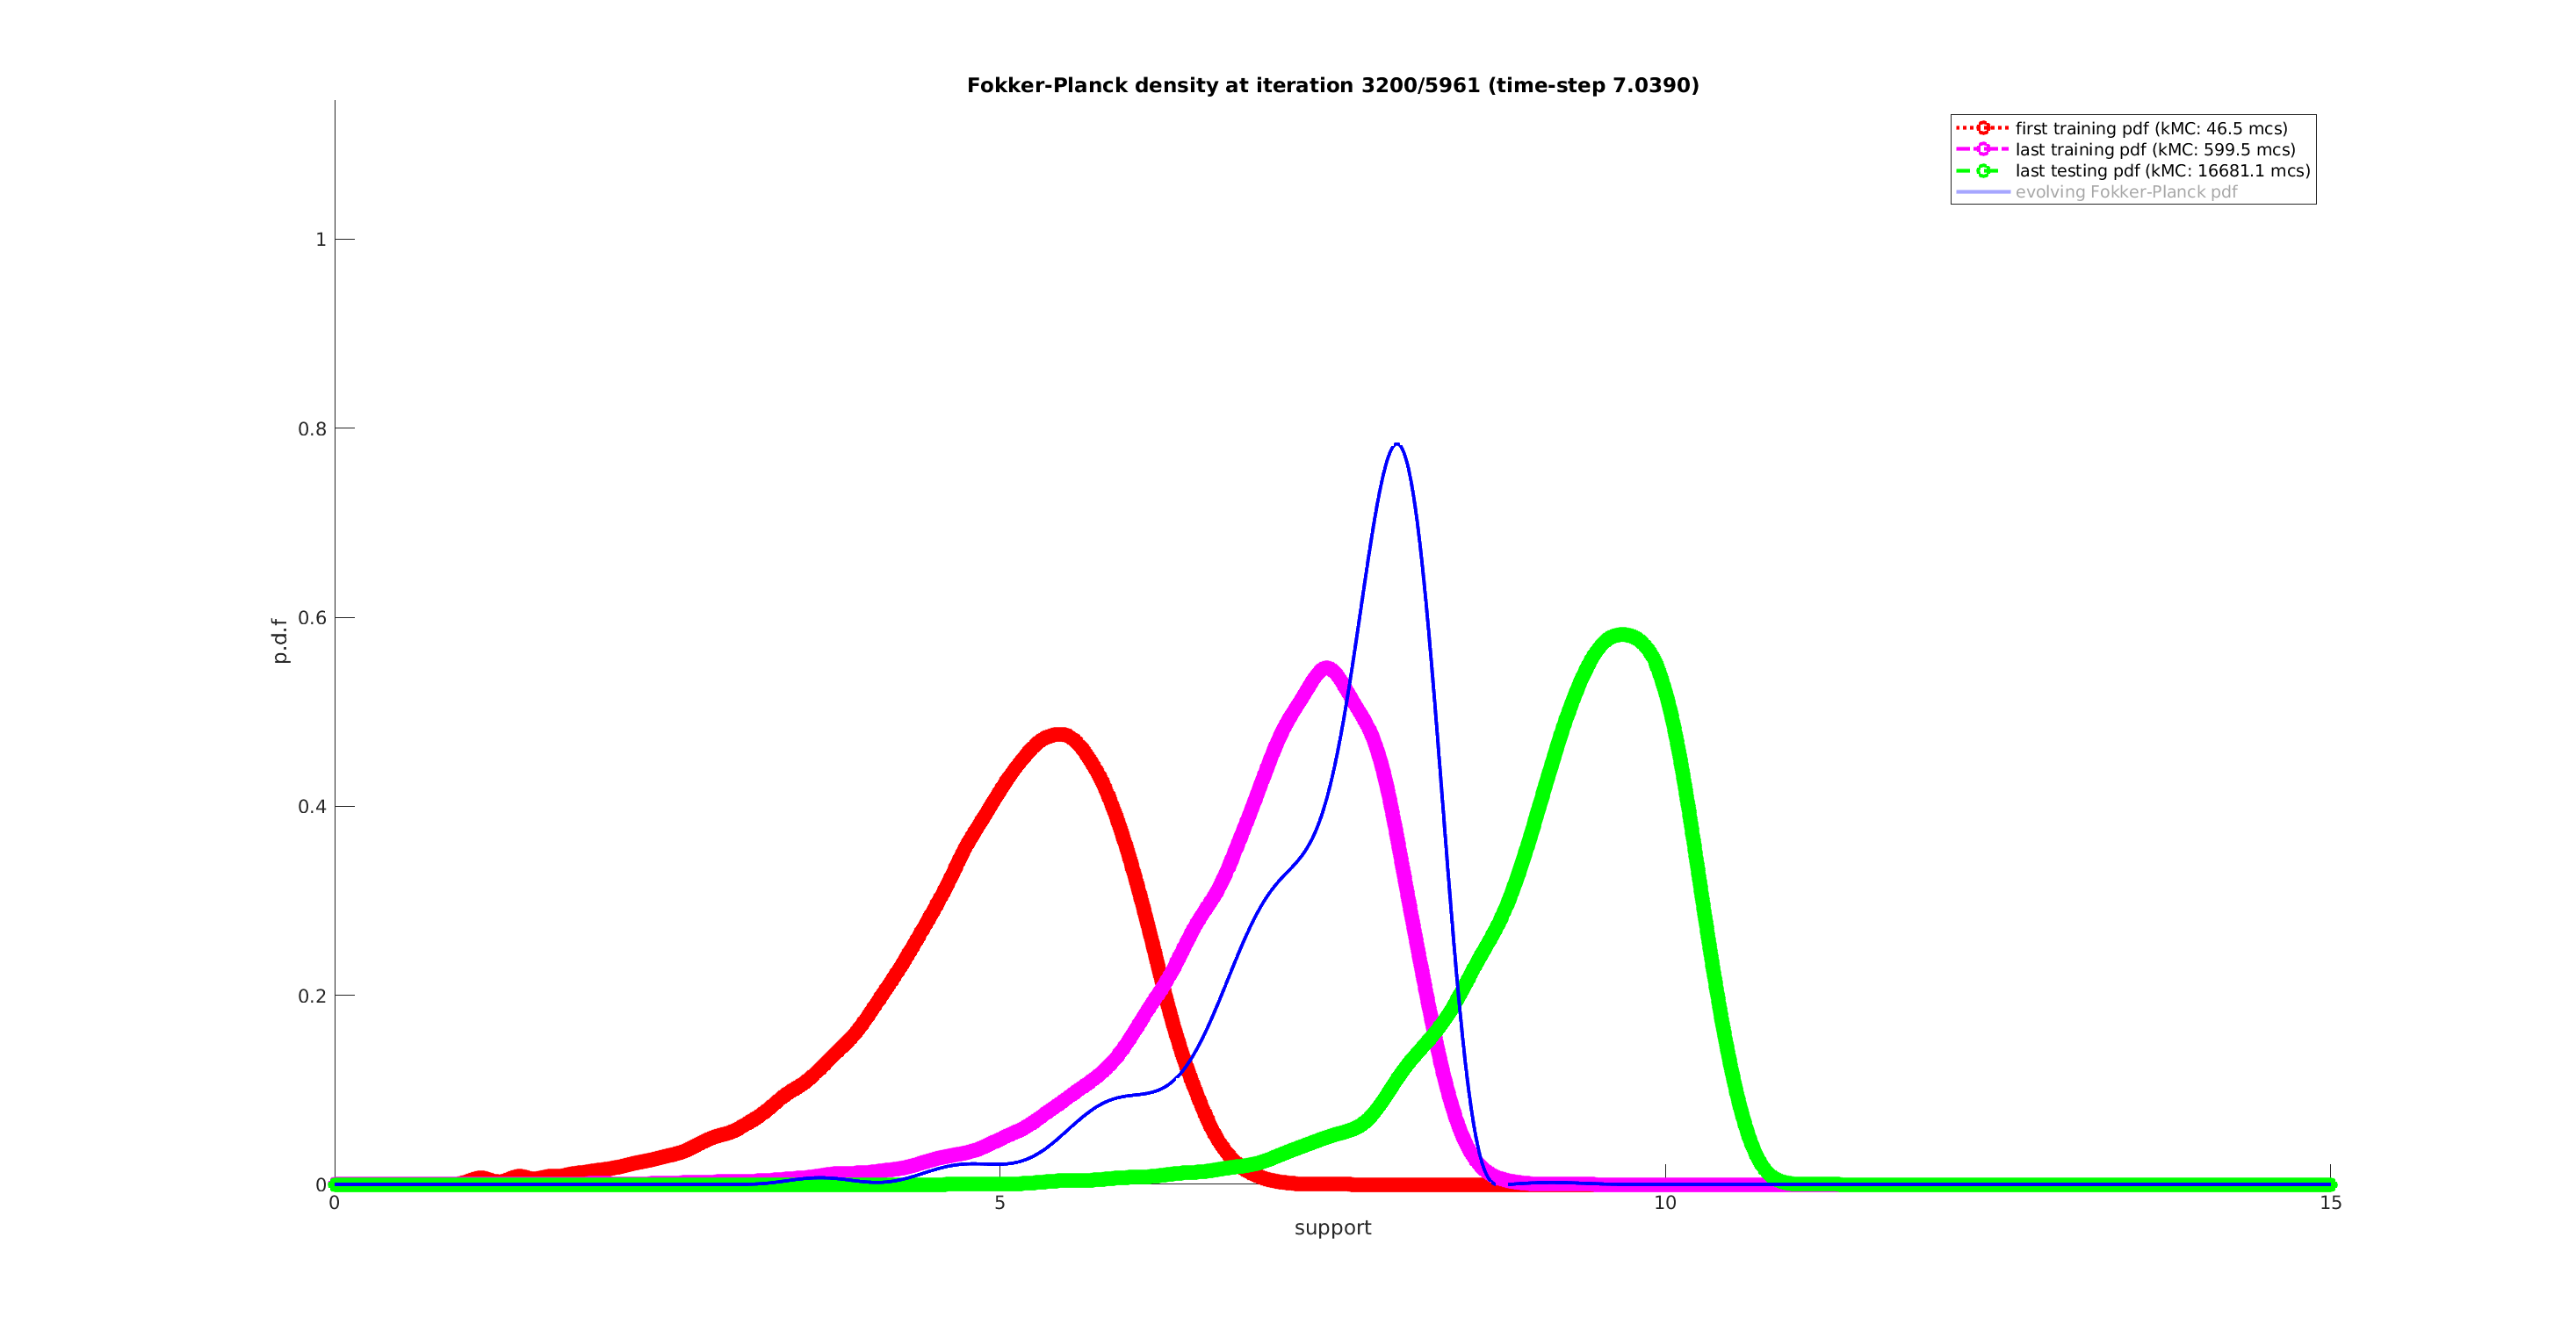 Fokker-Planck density at iteration 3200/5961 (time-step 7.0390)
first training pdf (kMC: 46.5 mcs)
last training pdf (kMC: 599.5 mcs)
last testing pdf (kMC: 16681.1 mcs)
evolving Fokker-Planck pdf
1
0.8
0.6
0.4
0.2
0
p.d.f
0
5
10
15
support